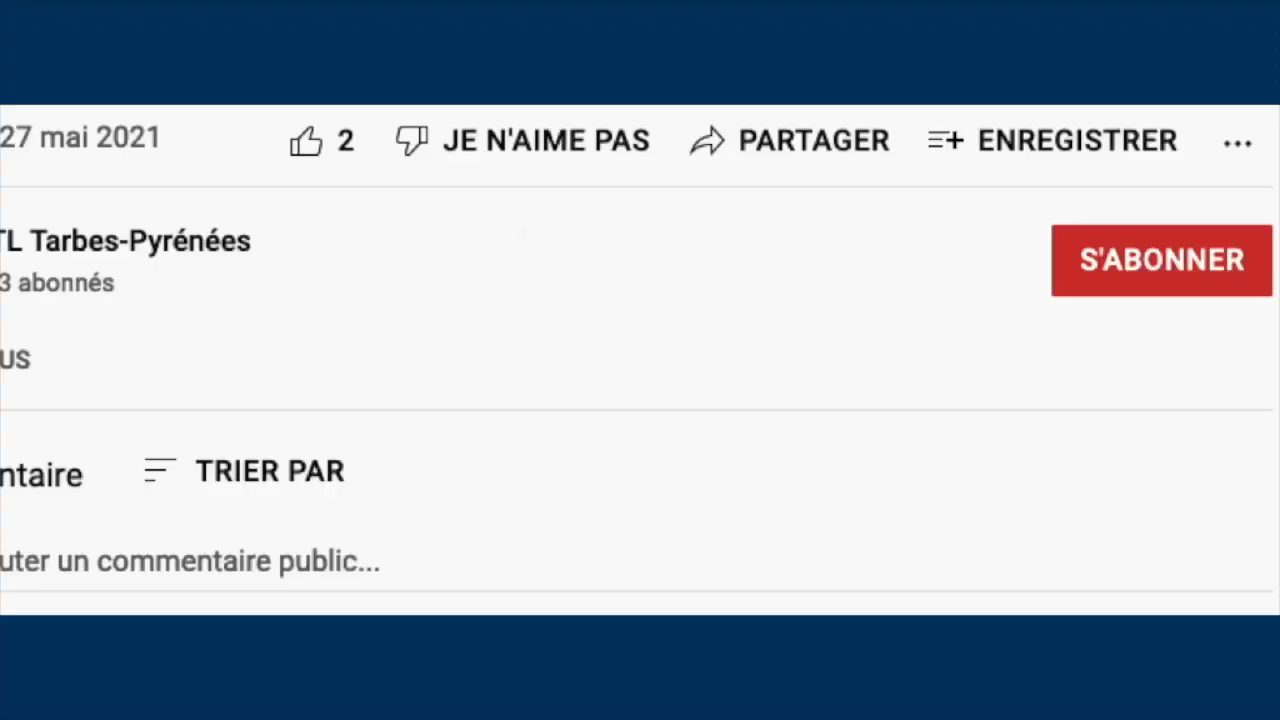 27 mai 2021 2 JE N'AIME PAS PARTAGER ENREGISTRER ...
TL Tarbes-Pyrénées
3 abonnés S'ABONNER
us
ntaire TRIER PAR
uter un commentaire public...